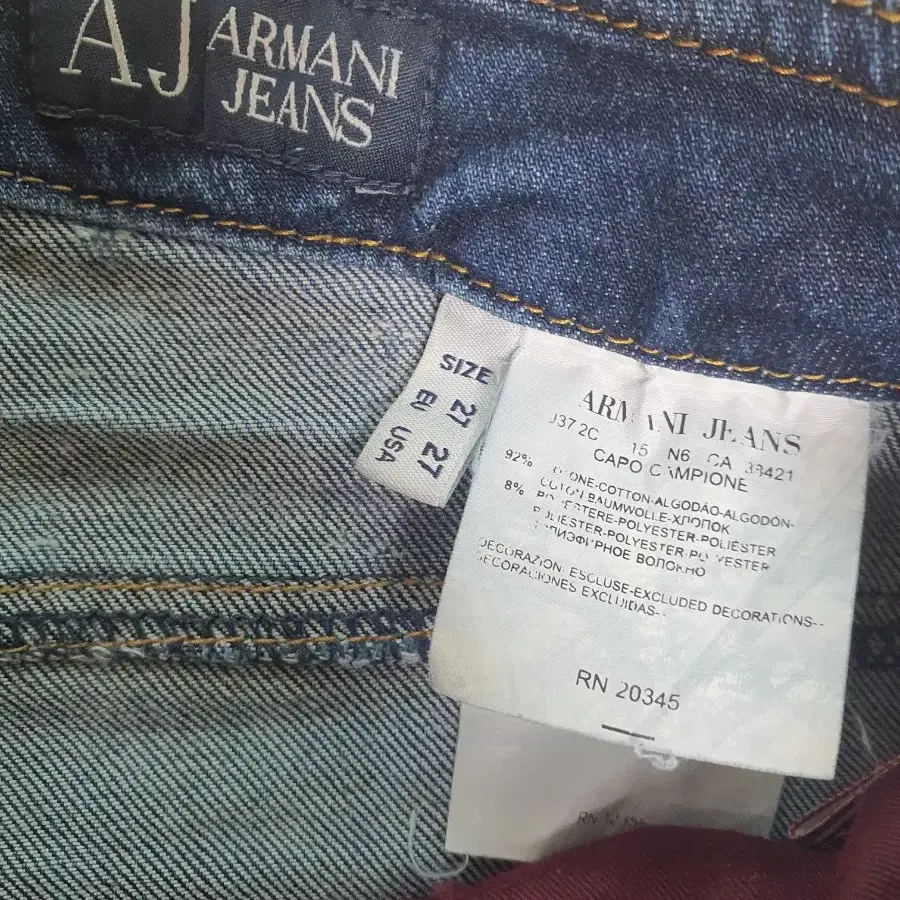 AJ ARMANI
JEANS
SIZE
27 27
EU USA
ARMANI JEANS
J37 2C 15 N6 CA
CAPO CAMPIONE
92% COTONE-COTTON-ALGODÃO-ALGODÓN-
COTON-BAUMWOLLE-ХЛОПОК
8% POLIESTERE-POLYESTER-POLIÉSTER
POLIESTER-POLYESTER-POLYESTER
ПОЛИЭФИРНОЕ ВОЛОКНО
DECORAZIONI ESCLUSE-EXCLUDED DECORATIONS--
DECORACIONES EXCLUIDAS--
RN 20345
RN